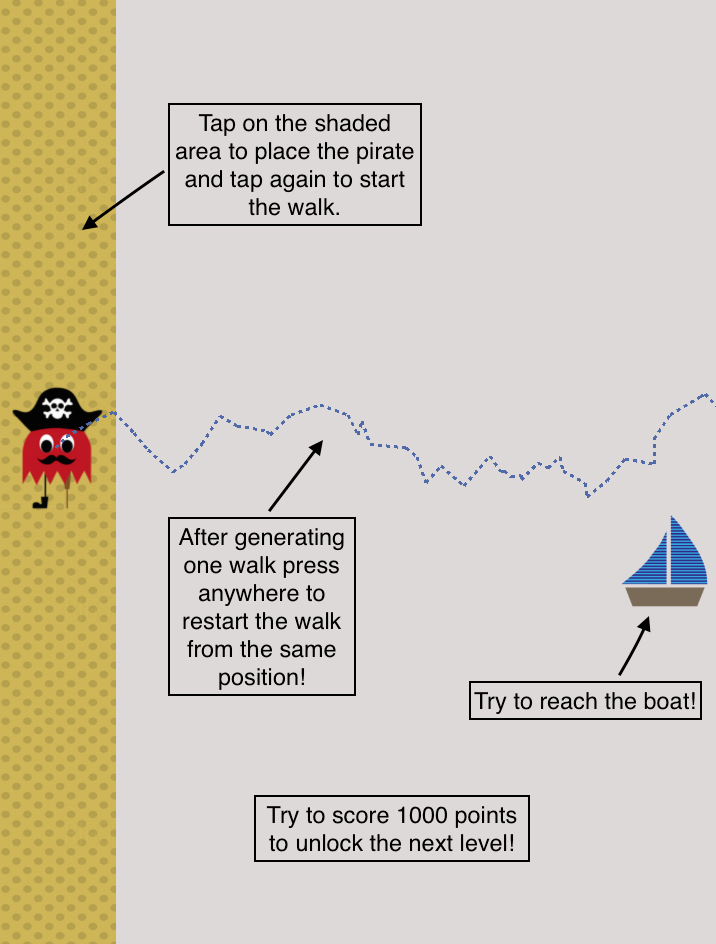 Tap on the shaded
area to place the pirate
and tap again to start
the walk.
After generating
one walk press
anywhere to
restart the walk
from the same
position!
Try to reach the boat!
Try to score 1000 points
to unlock the next level!